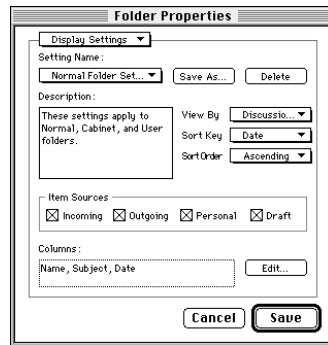 Folder Properties
Display Settings
Setting Name:
Normal Folder Set...
Save As...
Delete
Description:
These settings apply to
Normal, Cabinet, and User
folders.
View By
Discussio...
Sort Key
Date
Sort Order
Ascending
Item Sources
Incoming
Outgoing
Personal
Draft
Columns:
Name, Subject, Date
Edit...
Cancel
Save